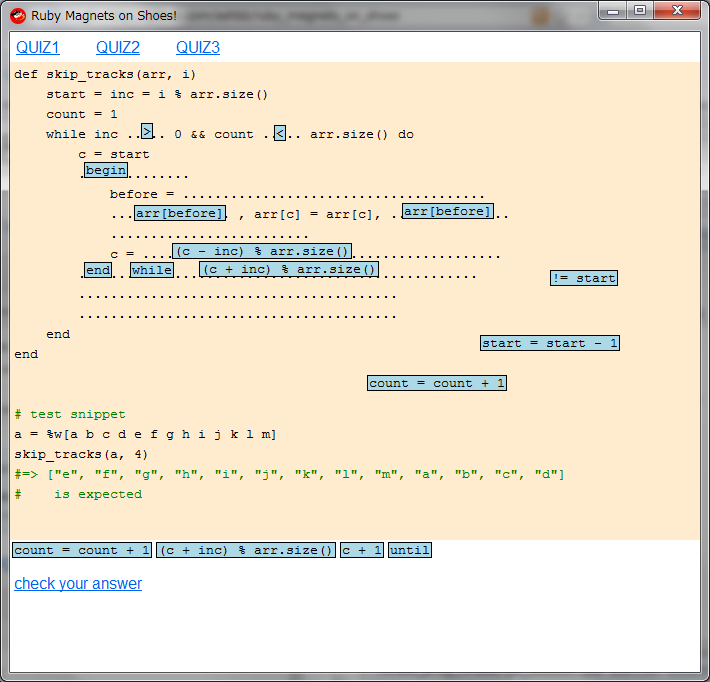 Ruby Magnets on Shoes!
QUIZ1 QUIZ2 QUIZ3
def skip_tracks(arr, i)
start = inc = i % arr.size()
count = 1
while inc ..>.. 0 && count ..<.. arr.size() do
c = start
.begin........
before = ......................................
...arr[before]. , arr[c] = arr[c], ..arr[before]..
.........................
c = ....(c - inc) % arr.size()...................
.end..while...(c + inc) % arr.size()............
!= start
........................................
........................................
end
start = start - 1
end
count = count + 1
# test snippet
a = %w[a b c d e f g h i j k l m]
skip_tracks(a, 4)
#=> ["e", "f", "g", "h", "i", "j", "k", "l", "m", "a", "b", "c", "d"]
# is expected
count = count + 1 (c + inc) % arr.size() c + 1 until
check your answer